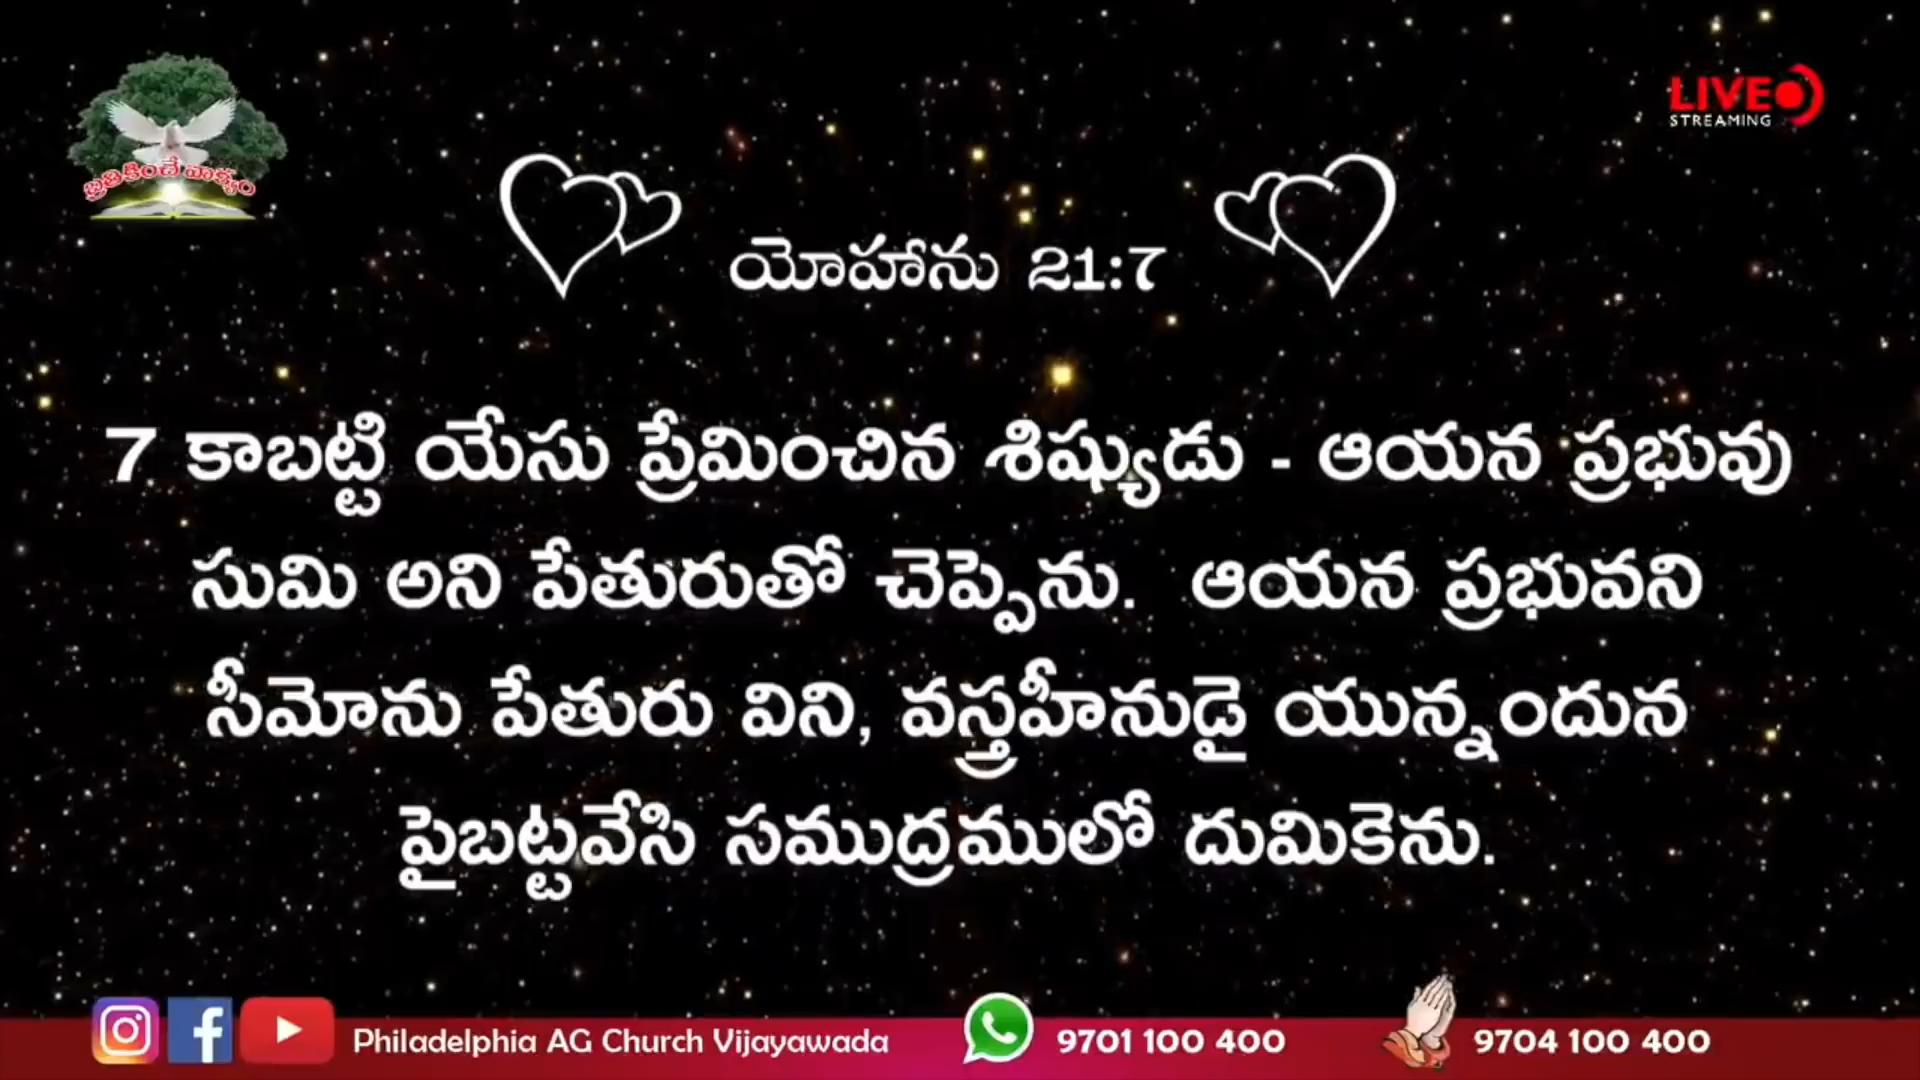 బ్రతికించే వాక్యం
LIVE
STREAMING
యోహాను 21:7
7 కాబట్టి యేసు ప్రేమించిన శిష్యుడు - ఆయన ప్రభువు
సుమి అని పేతురుతో చెప్పెను. ఆయన ప్రభువని
సీమోను పేతురు విని, వస్త్రహీనుడై యున్నందున
పైబట్టవేసి సముద్రములో దుమికెను.
Philadelphia AG Church Vijayawada
9701 100 400
9704 100 400